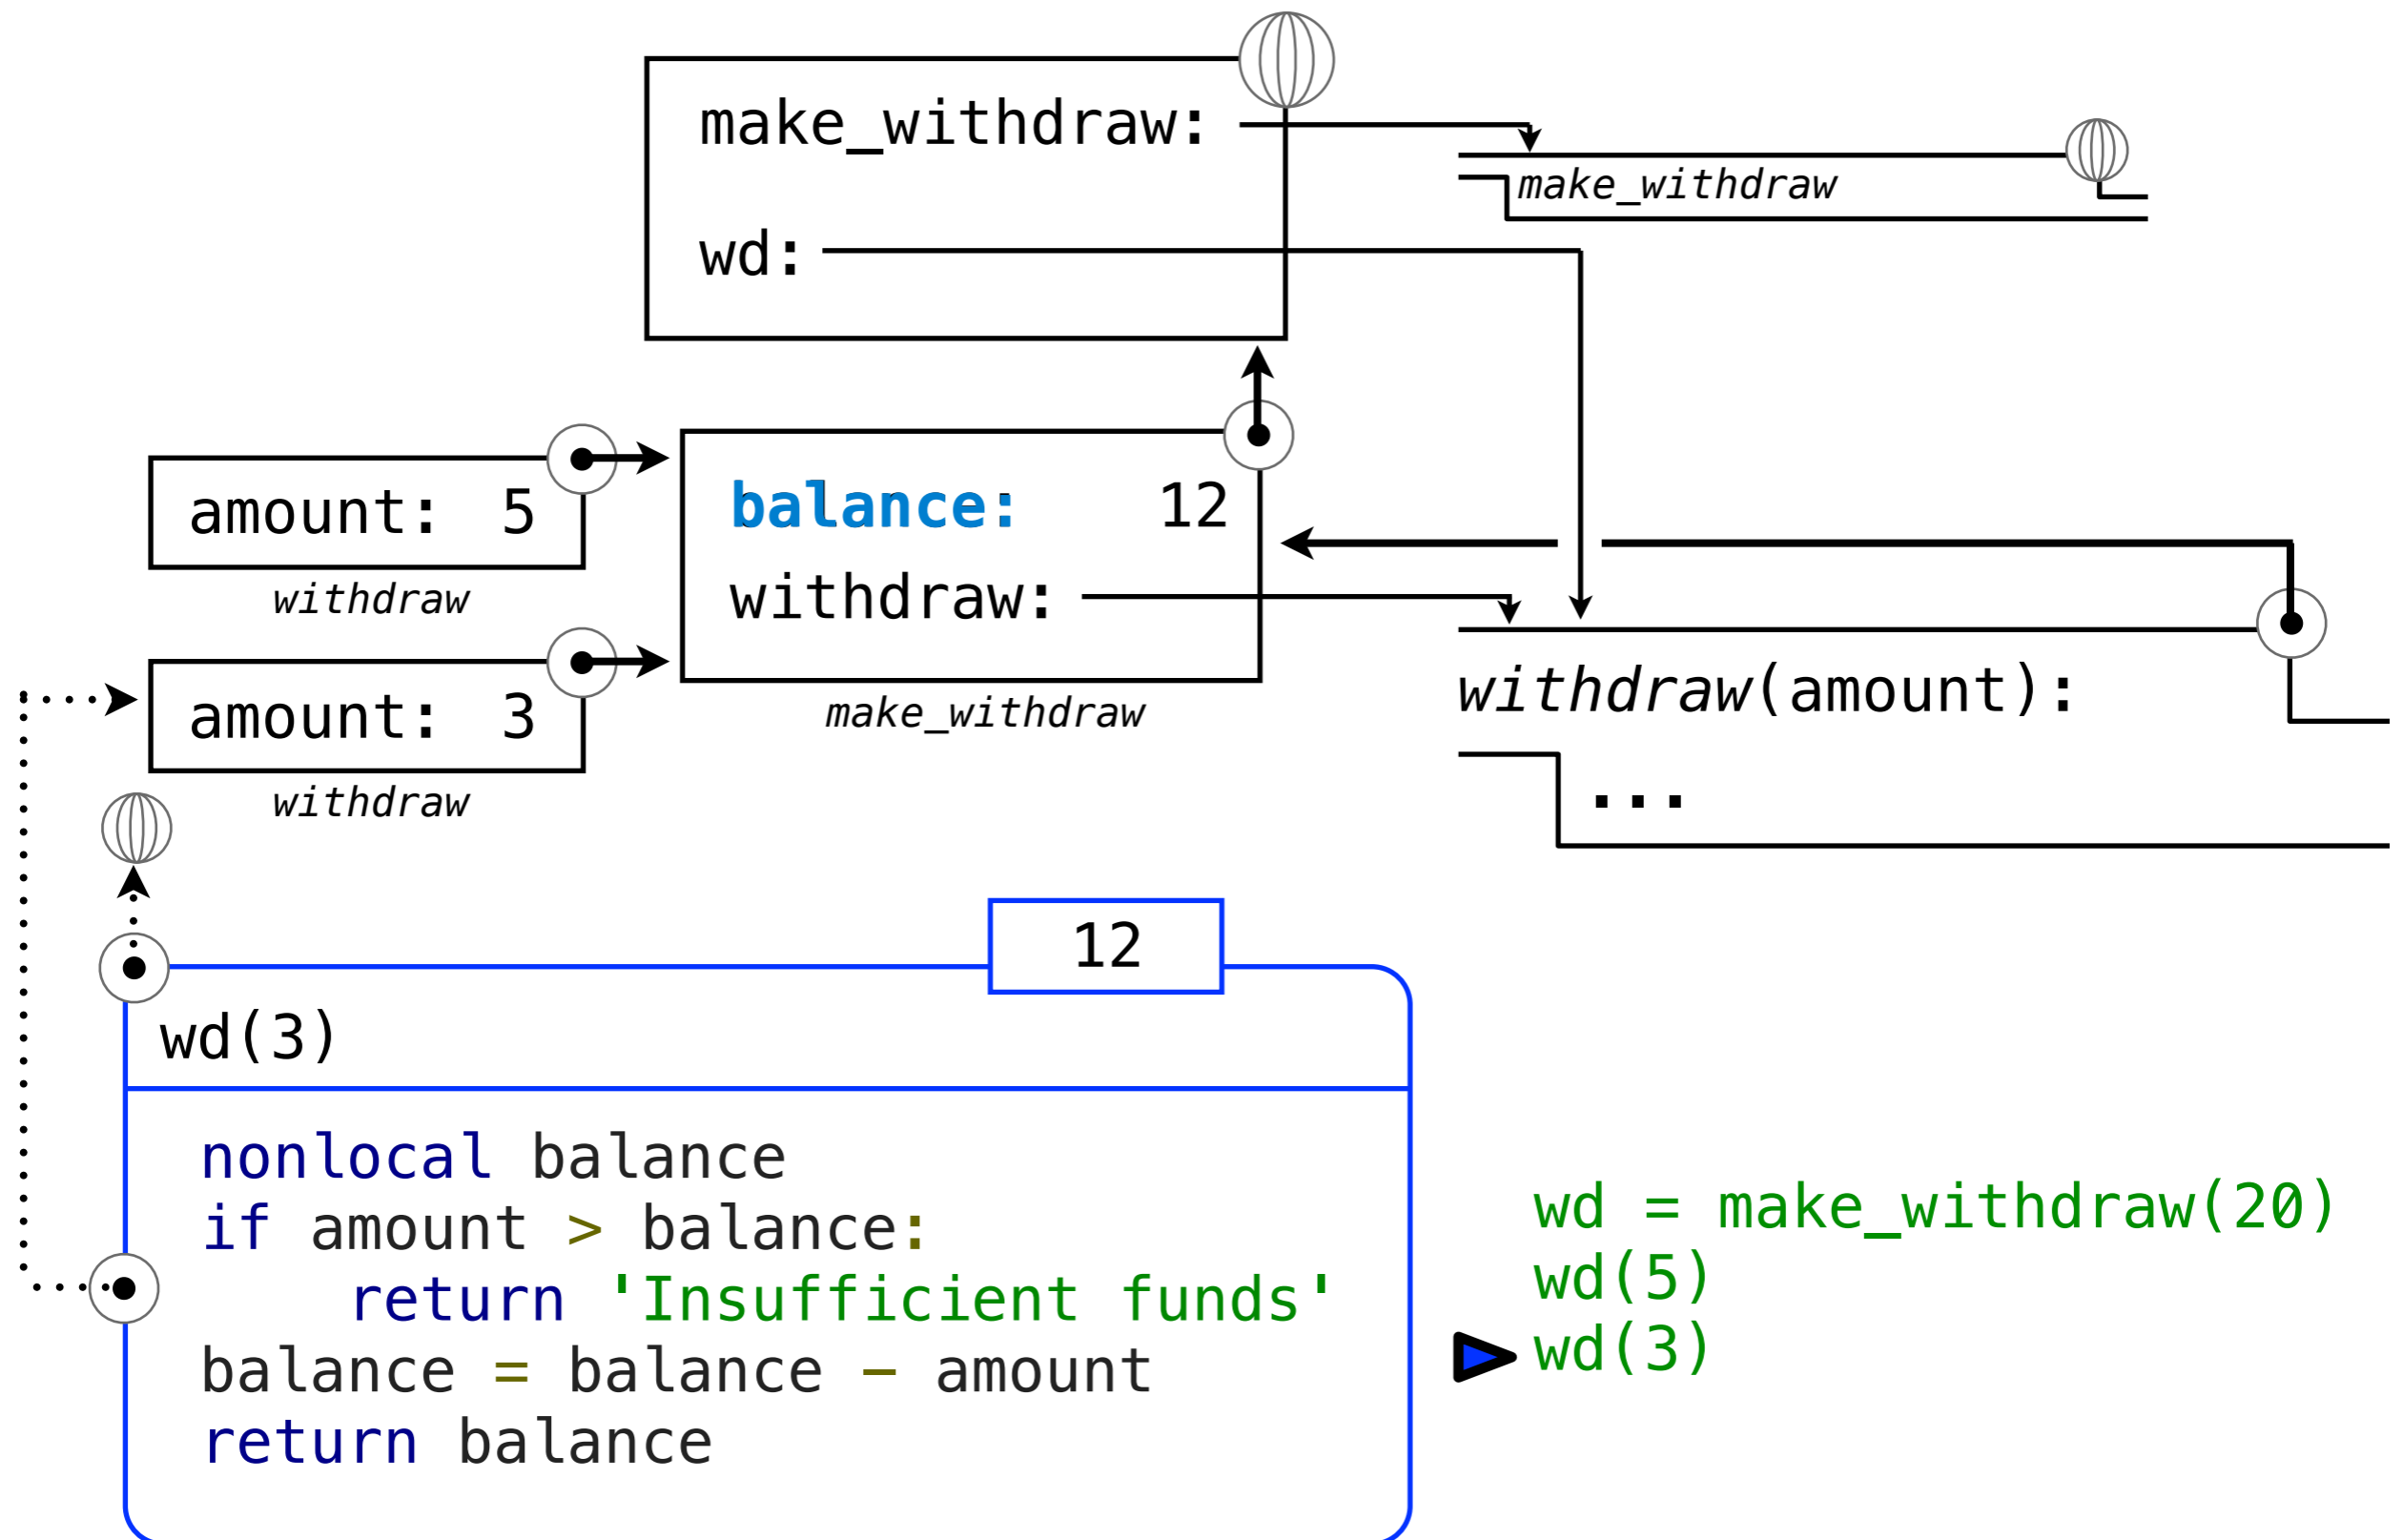 make_withdraw:
make_withdraw
wd:
amount: 5
withdraw
balance: 12
withdraw:
make_withdraw
amount: 3
withdraw
withdraw(amount):
...
12
wd(3)
nonlocal balance
if amount > balance:
    return 'Insufficient funds'
balance = balance - amount
return balance
wd = make_withdraw(20)
wd(5)
wd(3)